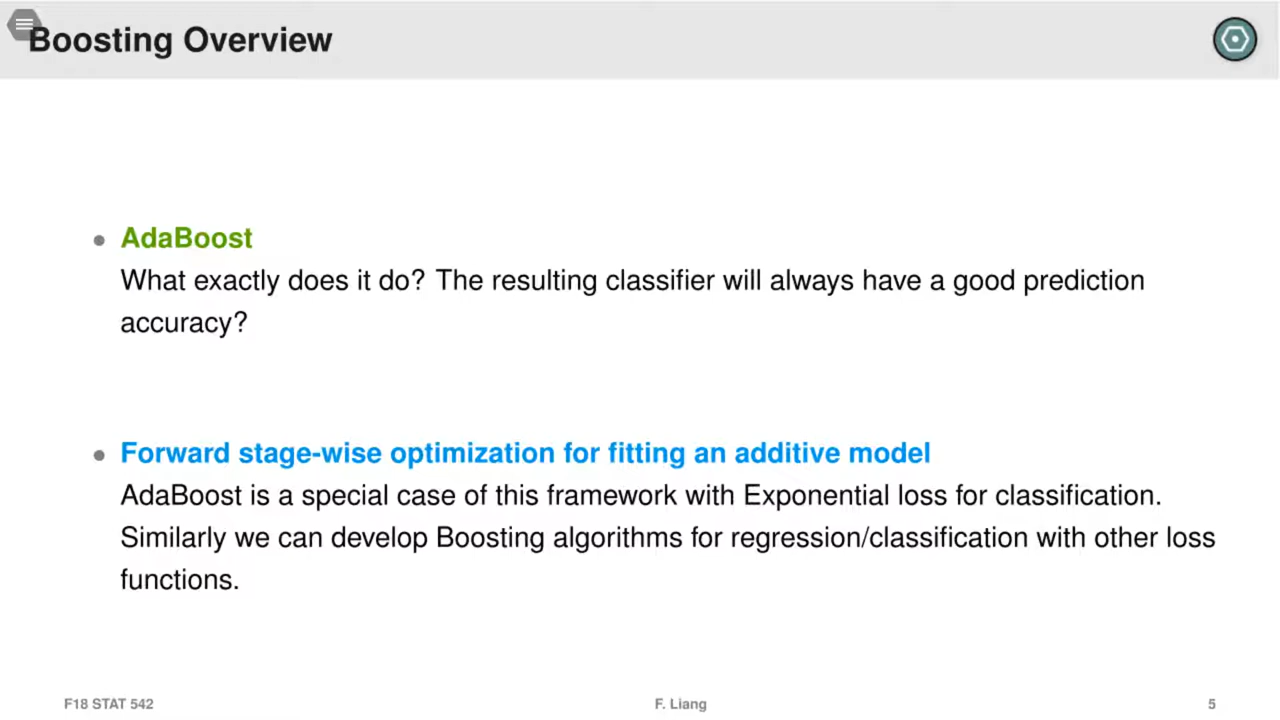 Boosting Overview
AdaBoost
What exactly does it do? The resulting classifier will always have a good prediction
accuracy?
Forward stage-wise optimization for fitting an additive model
AdaBoost is a special case of this framework with Exponential loss for classification.
Similarly we can develop Boosting algorithms for regression/classification with other loss
functions.
F18 STAT 542
F. Liang
5